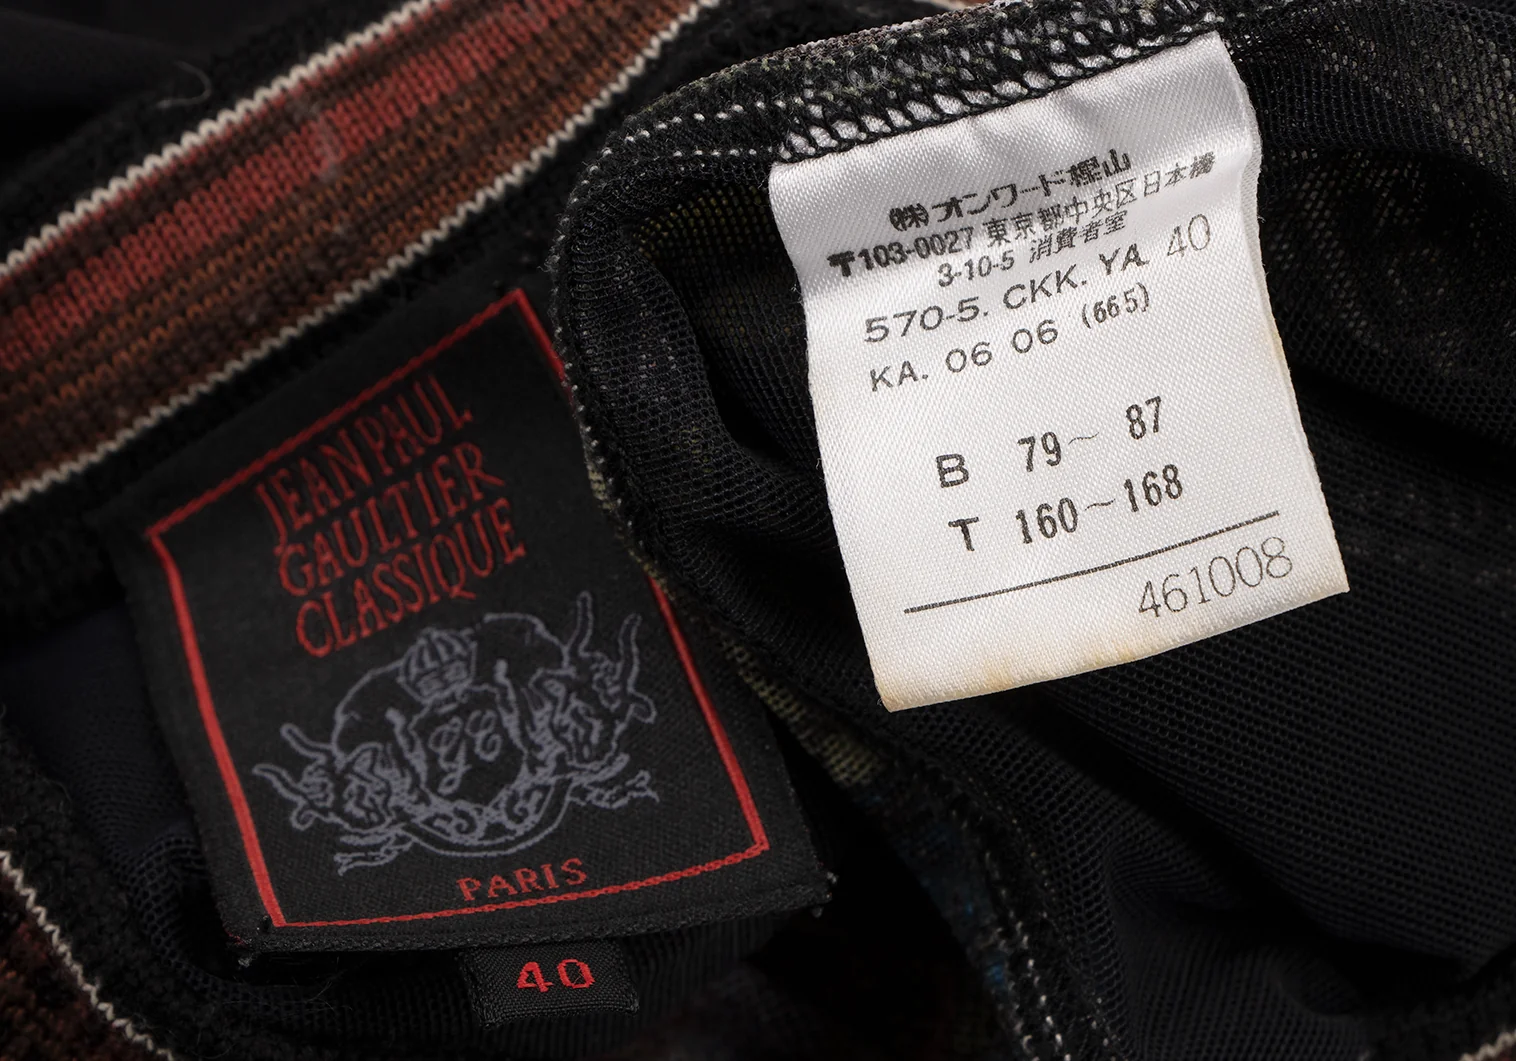 JEAN PAUL
GAULTIER
CLASSIQUE
PARIS
40
(株)オンワード樫山
〒103-0027 東京都中央区日本橋
3-10-5 消費者室
570-5. CKK. YA. 40
KA. 06 06 (665)
B 79~ 87
T 160~168
461008